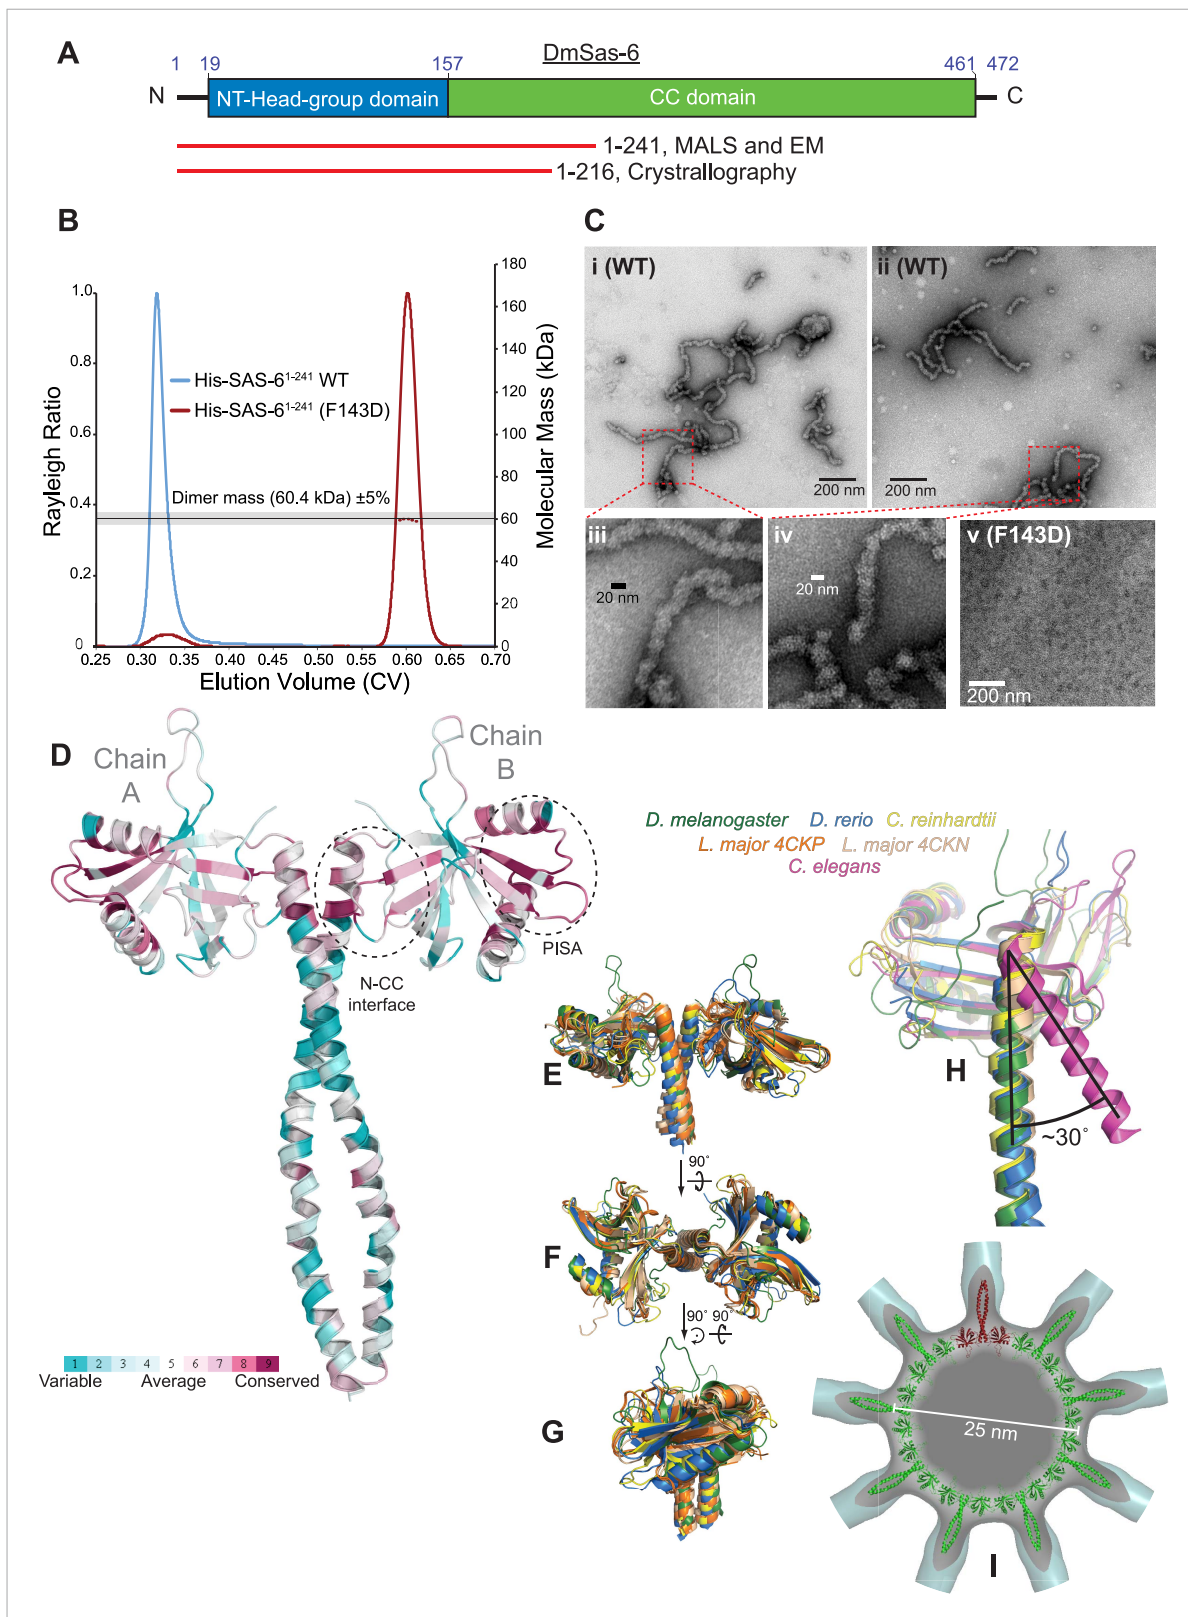 A
DmSas-6
1 19 157 461 472
N NT-Head-group domain CC domain C
1-241, MALS and EM
1-216, Crystrallography
B
Rayleigh Ratio
1.0
0.8
0.6
0.4
0.2
0
His-SAS-6¹⁻²⁴¹ WT
His-SAS-6¹⁻²⁴¹ (F143D)
Dimer mass (60.4 kDa) ±5%
180
160
140
120
100
80
60
40
20
0
Molecular Mass (kDa)
0.25 0.30 0.35 0.40 0.45 0.50 0.55 0.60 0.65 0.70
Elution Volume (CV)
C
i (WT)
200 nm
ii (WT)
200 nm
iii
20 nm
iv
20 nm
v (F143D)
200 nm
D
Chain
A
Chain
B
N-CC
interface
PISA
1 2 3 4 5 6 7 8 9
Variable Average Conserved
D. melanogaster D. rerio C. reinhardtii
L. major 4CKP L. major 4CKN
C. elegans
E
90°
F
90° 90°
G
H
~30°
25 nm
I